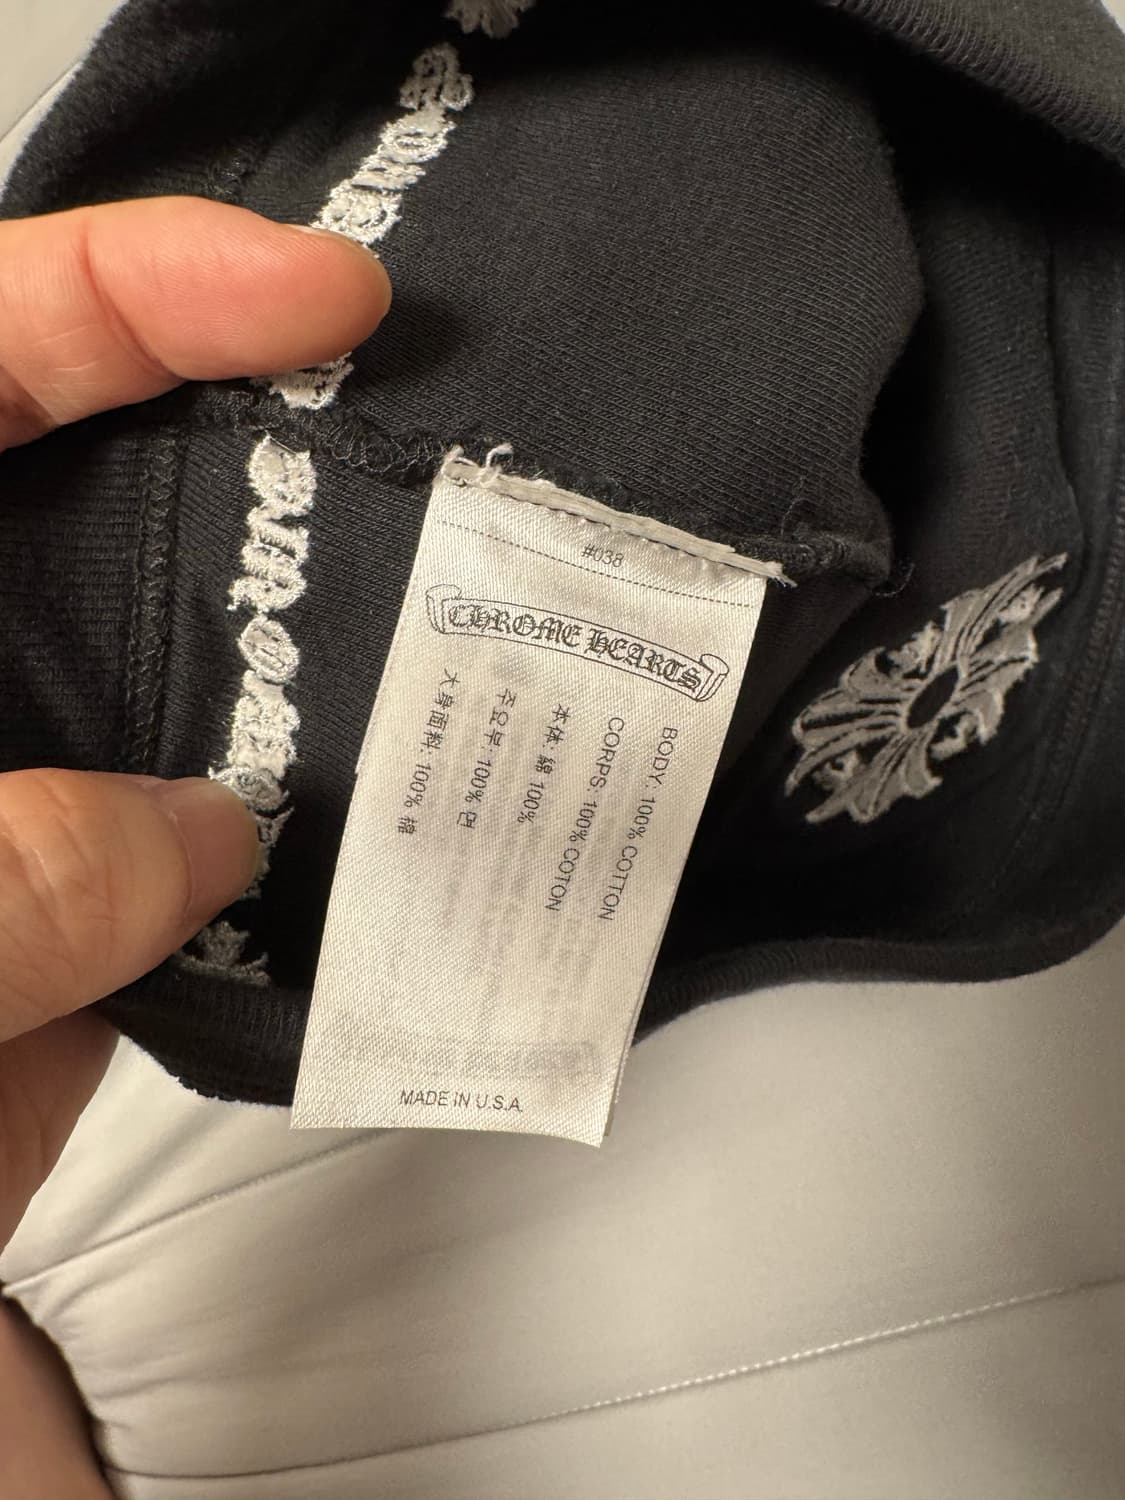 #038
CHROME HEARTS
BODY: 100% COTTON
CORPS: 100% COTON
本体: 綿 100%
주요부: 100% 면
大身面料: 100% 棉
MADE IN U.S.A.